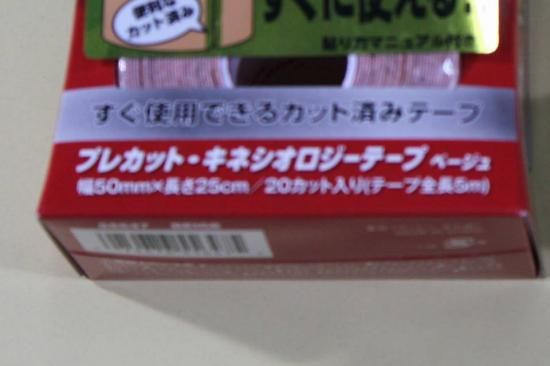 便利な
カット済み
すぐに使える!
貼り方マニュアル付き
すぐ使用できるカット済みテープ
プレカット・キネシオロジーテープ ベージュ
幅50mm×長さ25cm／20カット入り(テープ全長5m)